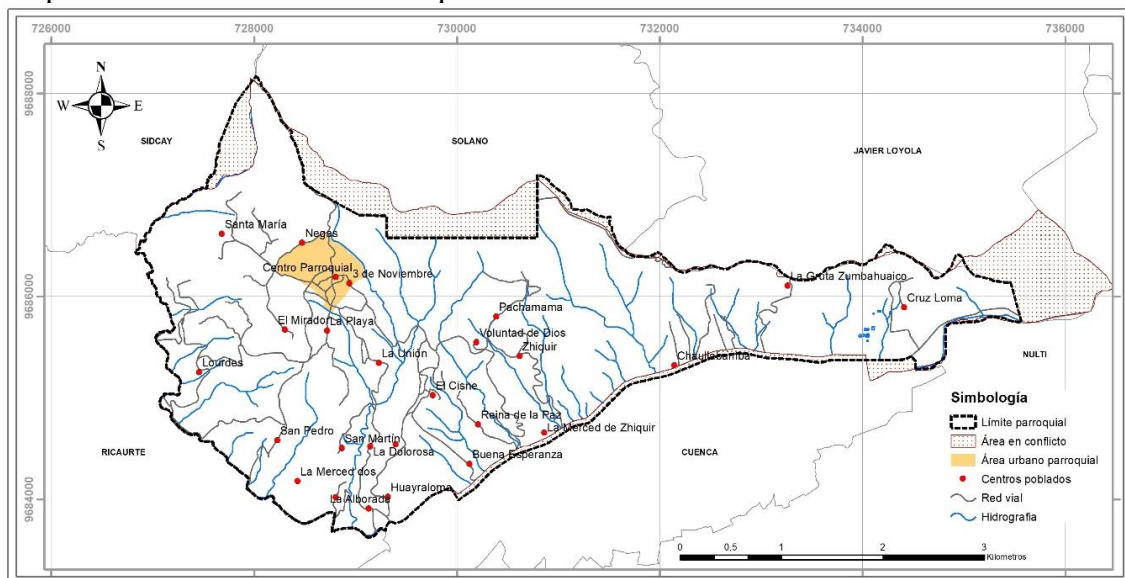 726000 728000 730000 732000 734000 736000
9688000
9686000
9684000
N
W E
S
SIDCAY
SOLANO
JAVIER LOYOLA
Santa María
Negas
Centro Parroquial
3 de Noviembre
La Gruta Zumbahuaico
Cruz Loma
Pachamama
El Mirador
La Playa
Voluntad de Dios
Zhiquir
La Unión
Challuabamba
NULTI
Lourdes
El Cisne
Reina de la Paz
La Merced de Zhiquir
San Pedro
San Martín
La Dolorosa
Buena Esperanza
RICAURTE
CUENCA
La Merced dos
Huayraloma
La Alborada
Simbología
Límite parroquial
Área en conflicto
Área urbano parroquial
Centros poblados
Red vial
Hidrografia
0 0,5 1 2 3
Kilometros